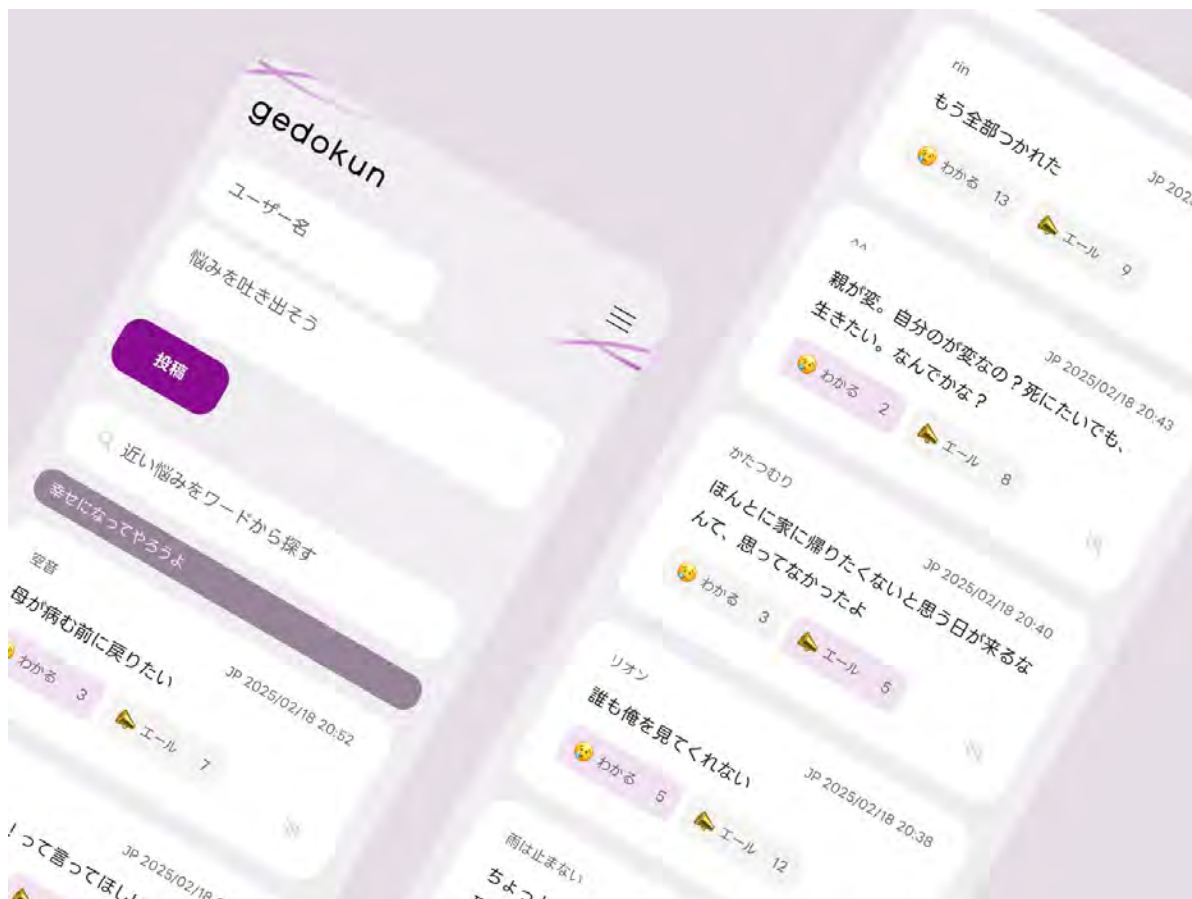 gedokun
ユーザー名
悩みを吐き出そう
投稿
近い悩みをワードから探す
幸せになってやろうよ
空音
母が病む前に戻りたい
JP 2025/02/18 20:52
わかる 3
エール 7
って言ってほしい
JP 2025/02/18
rin
もう全部つかれた
JP
わかる 13
エール 9
^^
JP 2025/02/18 20:43
親が変。自分のが変なの？死にたいでも、
生きたい。なんでかな？
わかる 2
エール 8
かたつむり
JP 2025/02/18 20:40
ほんとに家に帰りたくないと思う日が来るな
んて、思ってなかったよ
わかる 3
エール 5
リオン
JP 2025/02/18 20:38
誰も俺を見てくれない
わかる 5
エール 12
雨は止まない